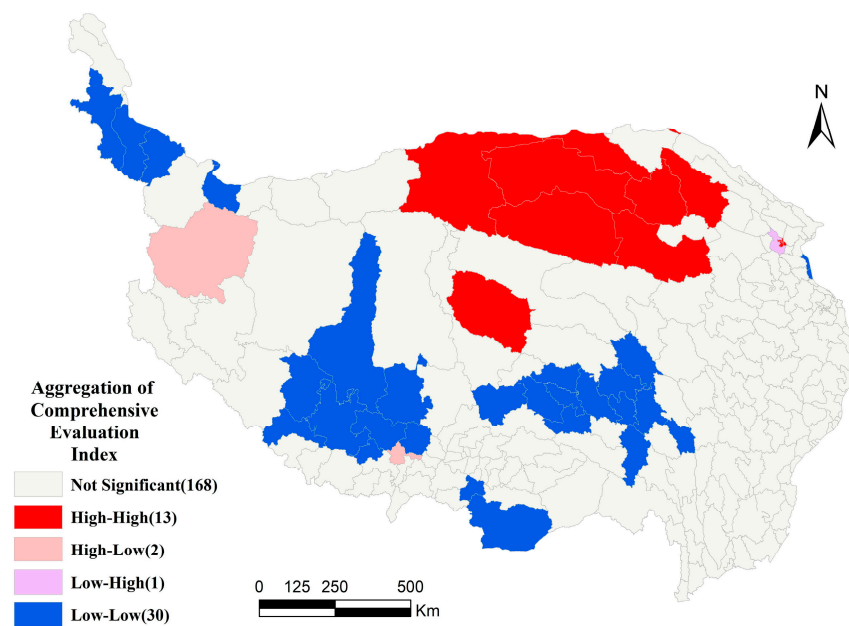 N
Aggregation of
Comprehensive
Evaluation
Index
Not Significant(168)
High-High(13)
High-Low(2)
Low-High(1)
Low-Low(30)
0 125 250 500
Km